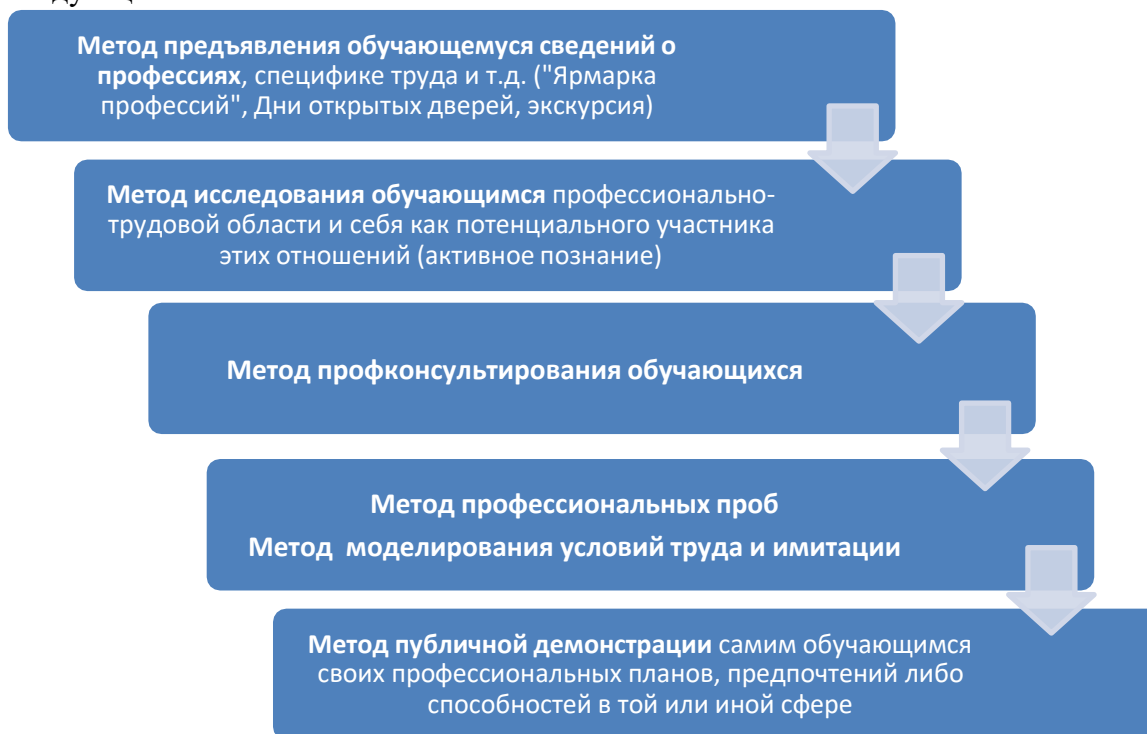 Метод предъявления обучающемуся сведений о
профессиях, специфике труда и т.д. ("Ярмарка
профессий", Дни открытых дверей, экскурсия)
Метод исследования обучающимся профессионально-
трудовой области и себя как потенциального участника
этих отношений (активное познание)
Метод профконсультирования обучающихся
Метод профессиональных проб
Метод моделирования условий труда и имитации
Метод публичной демонстрации самим обучающимся
своих профессиональных планов, предпочтений либо
способностей в той или иной сфере